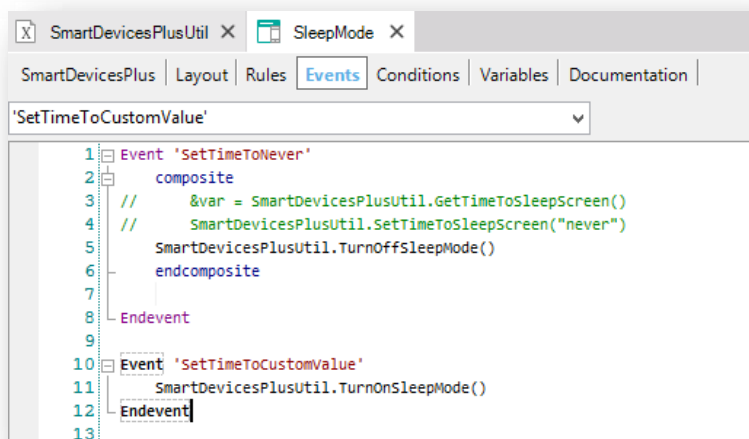 SmartDevicesPlusUtil X SleepMode X
SmartDevicesPlus | Layout | Rules | Events | Conditions | Variables | Documentation |
'SetTimeToCustomValue'
1 Event 'SetTimeToNever'
2 composite
3 // &var = SmartDevicesPlusUtil.GetTimeToSleepScreen()
4 // SmartDevicesPlusUtil.SetTimeToSleepScreen("never")
5 SmartDevicesPlusUtil.TurnOffSleepMode()
6 endcomposite
7
8 Endevent
9
10 Event 'SetTimeToCustomValue'
11 SmartDevicesPlusUtil.TurnOnSleepMode()
12 Endevent
13